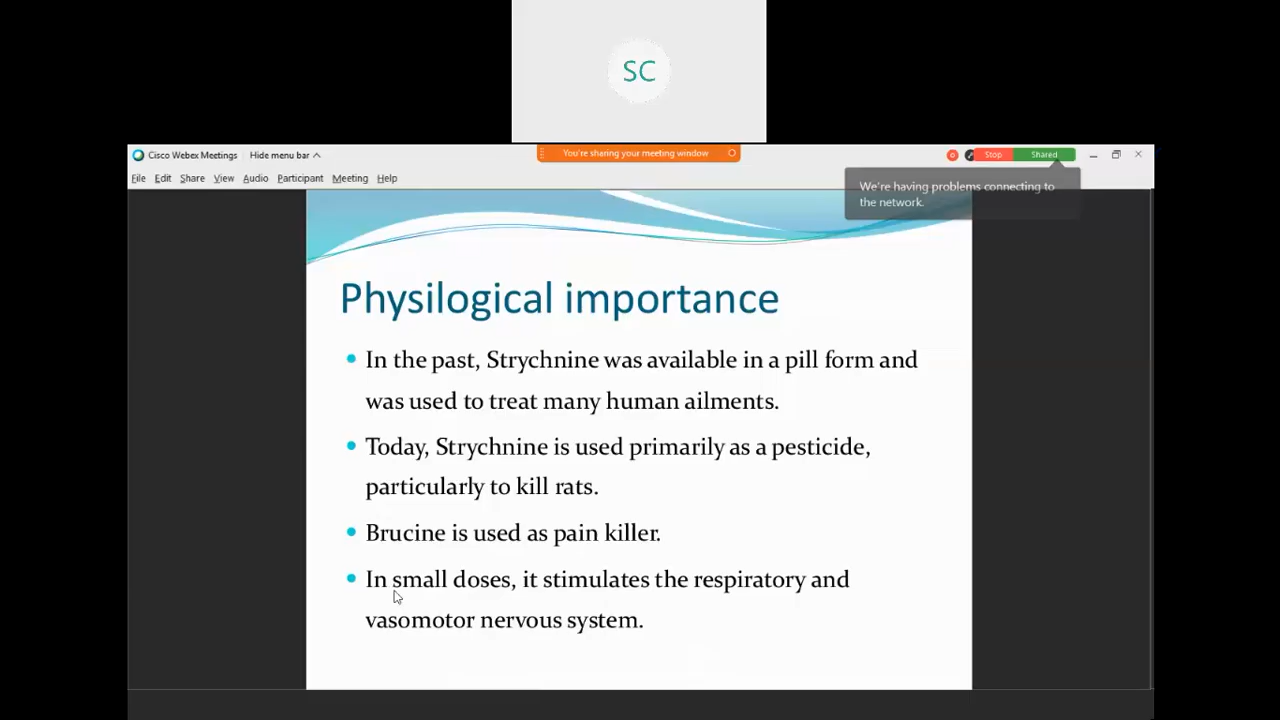 SC
Cisco Webex Meetings Hide menu bar
You're sharing your meeting window
Stop Shared
File Edit Share View Audio Participant Meeting Help
We're having problems connecting to
the network.
Physilogical importance
In the past, Strychnine was available in a pill form and
was used to treat many human ailments.
Today, Strychnine is used primarily as a pesticide,
particularly to kill rats.
Brucine is used as pain killer.
In small doses, it stimulates the respiratory and
vasomotor nervous system.